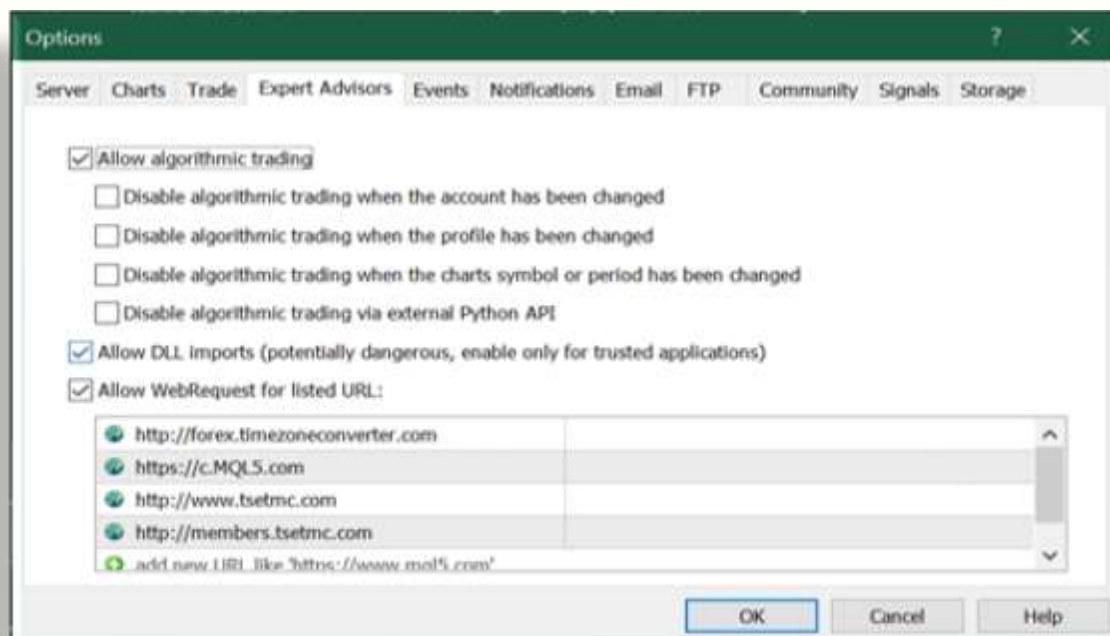 Options ?
Server Charts Trade Expert Advisors Events Notifications Email FTP Community Signals Storage
Allow algorithmic trading
Disable algorithmic trading when the account has been changed
Disable algorithmic trading when the profile has been changed
Disable algorithmic trading when the charts symbol or period has been changed
Disable algorithmic trading via external Python API
Allow DLL imports (potentially dangerous, enable only for trusted applications)
Allow WebRequest for listed URL:
http://forex.timezoneconverter.com
https://c.MQL5.com
http://www.tsetmc.com
http://members.tsetmc.com
add new URL like 'https://www.mql5.com'
OK Cancel Help